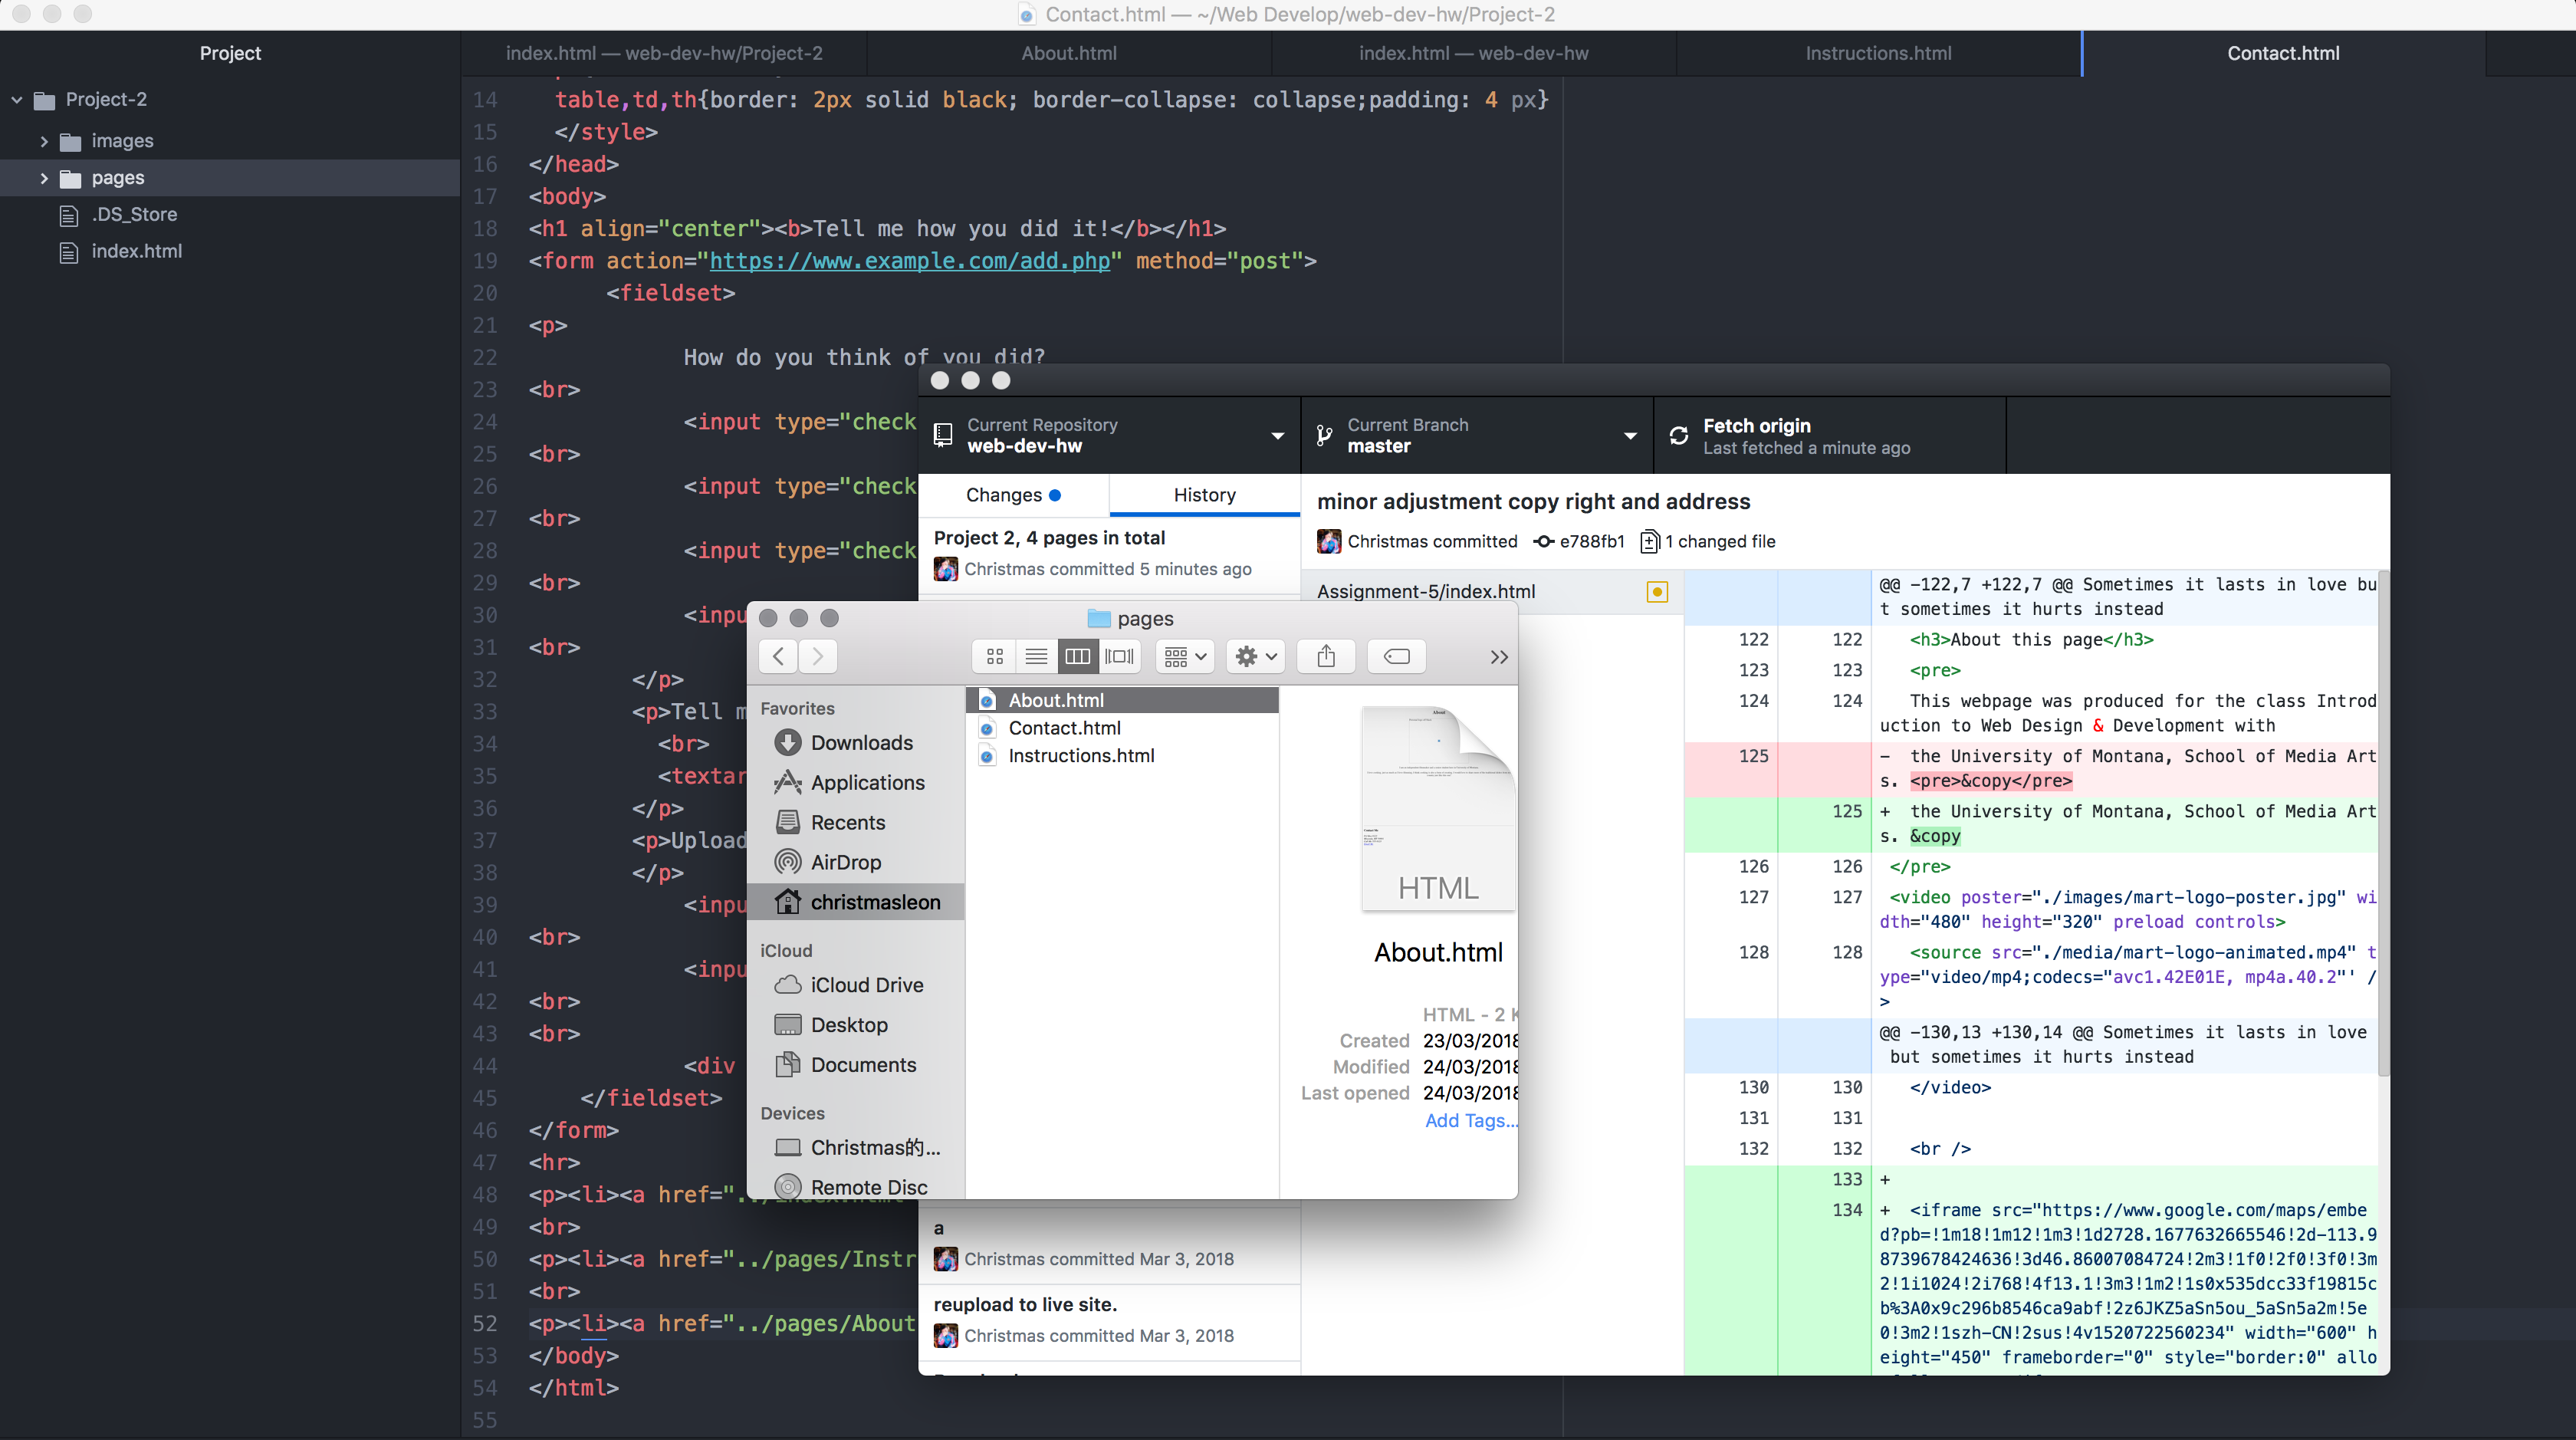 Contact.html — ~/Web Develop/web-dev-hw/Project-2
Project
index.html — web-dev-hw/Project-2
About.html
index.html — web-dev-hw
Instructions.html
Contact.html
Project-2
images
pages
.DS_Store
index.html
14 table,td,th{border: 2px solid black; border-collapse: collapse;padding: 4 px}
15 </style>
16 </head>
17 <body>
18 <h1 align="center"><b>Tell me how you did it!</b></h1>
19 <form action="https://www.example.com/add.php" method="post">
20 <fieldset>
21 <p>
22 How do you think of you did?
23 <br>
24 <input type="check
25 <br>
26 <input type="check
27 <br>
28 <input type="check
29 <br>
30 <inpu
31 <br>
32 </p>
33 <p>Tell m
34 <br>
35 <textar
36 </p>
37 <p>Upload
38 </p>
39 <inpu
40 <br>
41 <inpu
42 <br>
43 <br>
44 <div
45 </fieldset>
46 </form>
47 <hr>
48 <p><li><a href="../index.html
49 <br>
50 <p><li><a href="../pages/Instr
51 <br>
52 <p><li><a href="../pages/About
53 </body>
54 </html>
55
Current Repository
web-dev-hw
Current Branch
master
Fetch origin
Last fetched a minute ago
Changes
History
Project 2, 4 pages in total
Christmas committed 5 minutes ago
a
Christmas committed Mar 3, 2018
reupload to live site.
Christmas committed Mar 3, 2018
minor adjustment copy right and address
Christmas committed e788fb1 1 changed file
Assignment-5/index.html
@@ -122,7 +122,7 @@ Sometimes it lasts in love bu
t sometimes it hurts instead
122 122 <h3>About this page</h3>
123 123 <pre>
124 124 This webpage was produced for the class Introd
uction to Web Design & Development with
125 - the University of Montana, School of Media Art
s. <pre>&copy</pre>
125 + the University of Montana, School of Media Art
s. &copy
126 126 </pre>
127 127 <video poster="./images/mart-logo-poster.jpg" wi
dth="480" height="320" preload controls>
128 128 <source src="./media/mart-logo-animated.mp4" t
ype="video/mp4;codecs="avc1.42E01E, mp4a.40.2"' /
>
@@ -130,13 +130,14 @@ Sometimes it lasts in love
but sometimes it hurts instead
130 130 </video>
131 131
132 132 <br />
133 +
134 + <iframe src="https://www.google.com/maps/embe
d?pb=!1m18!1m12!1m3!1d2728.1677632665546!2d-113.9
8739678424636!3d46.86007084724!2m3!1f0!2f0!3f0!3m
2!1i1024!2i768!4f13.1!3m3!1m2!1s0x535dcc33f19815c
b%3A0x9c296b8546ca9abf!2z6JKZ5aSn5ou_5aSn5a2m!5e
0!3m2!1szh-CN!2sus!4v1520722560234" width="600" h
eight="450" frameborder="0" style="border:0" allo
pages
Favorites
Downloads
Applications
Recents
AirDrop
christmasleon
iCloud
iCloud Drive
Desktop
Documents
Devices
Christmas的...
Remote Disc
About.html
Contact.html
Instructions.html
HTML
About.html
HTML - 2 K
Created 23/03/2018
Modified 24/03/2018
Last opened 24/03/2018
Add Tags...